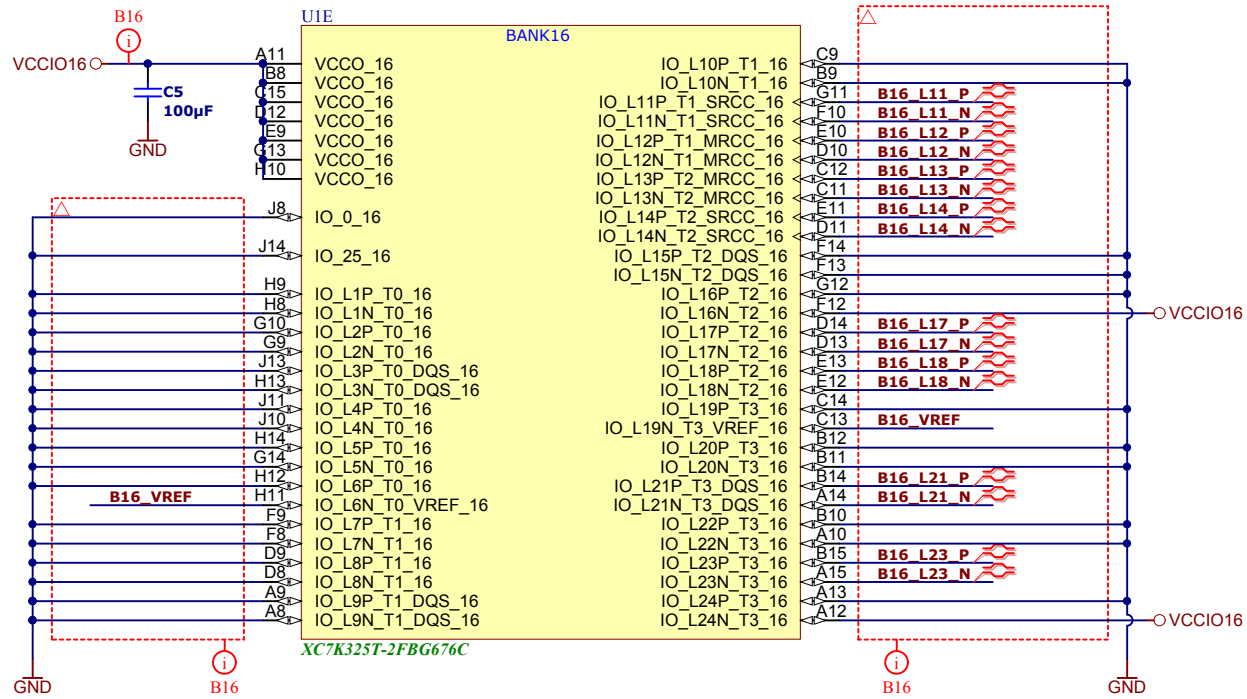 B16
U1E
BANK16
VCCIO16
C5
100µF
GND
A11 VCCO_16
B8 VCCO_16
C15 VCCO_16
D12 VCCO_16
E9 VCCO_16
G13 VCCO_16
H10 VCCO_16
J8 IO_0_16
J14 IO_25_16
H9 IO_L1P_T0_16
H8 IO_L1N_T0_16
G10 IO_L2P_T0_16
G9 IO_L2N_T0_16
J13 IO_L3P_T0_DQS_16
H13 IO_L3N_T0_DQS_16
J11 IO_L4P_T0_16
J10 IO_L4N_T0_16
H14 IO_L5P_T0_16
G14 IO_L5N_T0_16
H12 IO_L6P_T0_16
B16_VREF H11 IO_L6N_T0_VREF_16
F9 IO_L7P_T1_16
F8 IO_L7N_T1_16
D9 IO_L8P_T1_16
D8 IO_L8N_T1_16
A9 IO_L9P_T1_DQS_16
A8 IO_L9N_T1_DQS_16
IO_L10P_T1_16 C9
IO_L10N_T1_16 B9
IO_L11P_T1_SRCC_16 G11 B16_L11_P
IO_L11N_T1_SRCC_16 F10 B16_L11_N
IO_L12P_T1_MRCC_16 E10 B16_L12_P
IO_L12N_T1_MRCC_16 D10 B16_L12_N
IO_L13P_T2_MRCC_16 C12 B16_L13_P
IO_L13N_T2_MRCC_16 C11 B16_L13_N
IO_L14P_T2_SRCC_16 E11 B16_L14_P
IO_L14N_T2_SRCC_16 D11 B16_L14_N
IO_L15P_T2_DQS_16 F14
IO_L15N_T2_DQS_16 F13
IO_L16P_T2_16 G12
IO_L16N_T2_16 F12 VCCIO16
IO_L17P_T2_16 D14 B16_L17_P
IO_L17N_T2_16 D13 B16_L17_N
IO_L18P_T2_16 E13 B16_L18_P
IO_L18N_T2_16 E12 B16_L18_N
IO_L19P_T3_16 C14
IO_L19N_T3_VREF_16 C13 B16_VREF
IO_L20P_T3_16 B12
IO_L20N_T3_16 B11
IO_L21P_T3_DQS_16 B14 B16_L21_P
IO_L21N_T3_DQS_16 A14 B16_L21_N
IO_L22P_T3_16 B10
IO_L22N_T3_16 A10
IO_L23P_T3_16 B15 B16_L23_P
IO_L23N_T3_16 A15 B16_L23_N
IO_L24P_T3_16 A13
IO_L24N_T3_16 A12 VCCIO16
XC7K325T-2FBG676C
GND
i
B16
i
B16
GND